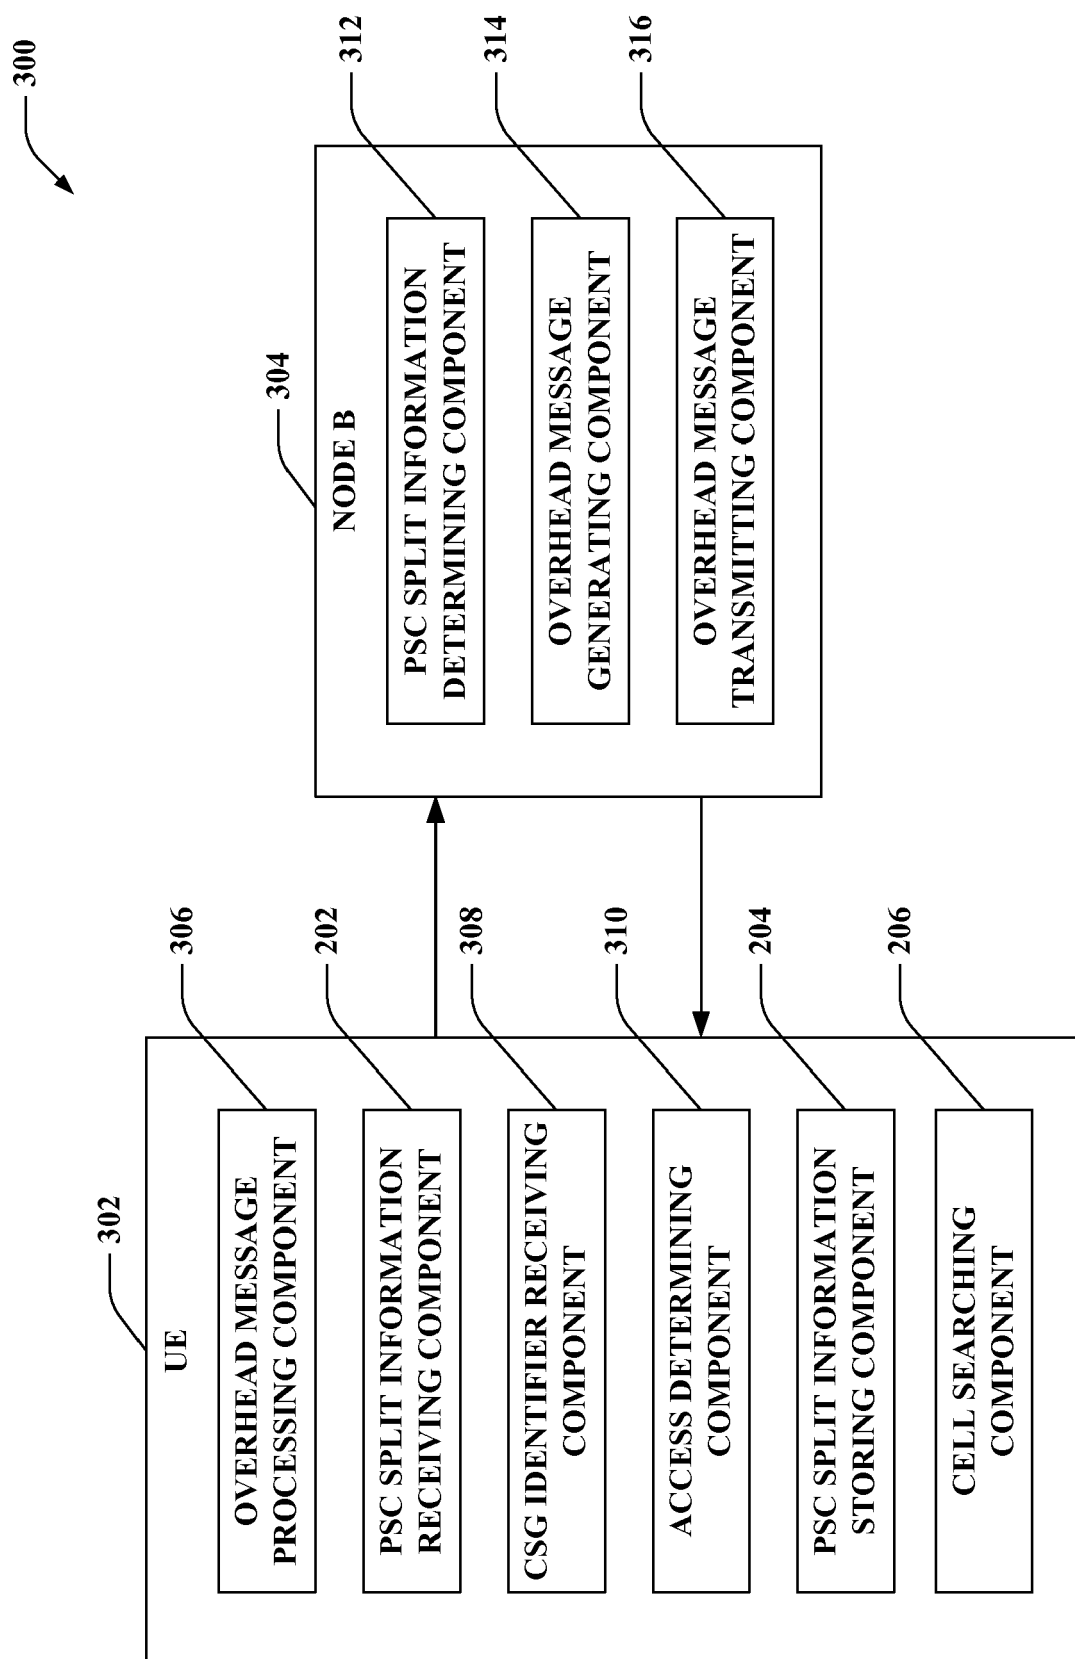 300
302
UE
OVERHEAD MESSAGE
PROCESSING COMPONENT
306
PSC SPLIT INFORMATION
RECEIVING COMPONENT
202
CSG IDENTIFIER RECEIVING
COMPONENT
308
ACCESS DETERMINING
COMPONENT
310
PSC SPLIT INFORMATION
STORING COMPONENT
204
CELL SEARCHING
COMPONENT
206
304
NODE B
PSC SPLIT INFORMATION
DETERMINING COMPONENT
312
OVERHEAD MESSAGE
GENERATING COMPONENT
314
OVERHEAD MESSAGE
TRANSMITTING COMPONENT
316